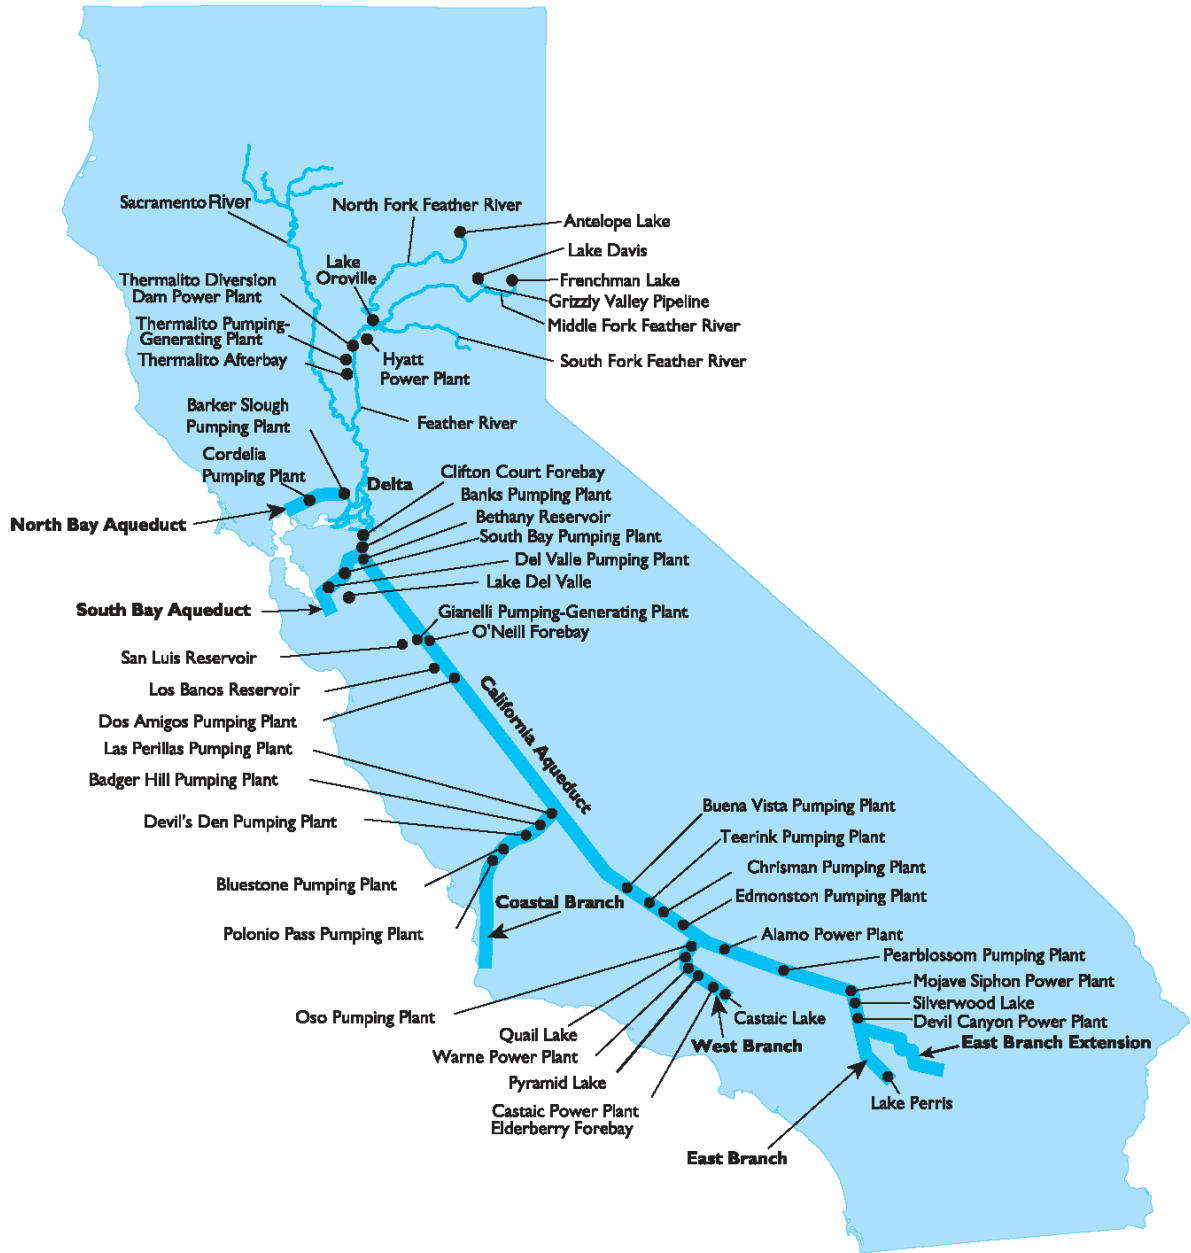 Sacramento River
North Fork Feather River
Antelope Lake
Lake Davis
Lake
Oroville
Thermalito Diversion
Dam Power Plant
Frenchman Lake
Grizzly Valley Pipeline
Middle Fork Feather River
Thermalito Pumping-
Generating Plant
Thermalito Afterbay
Hyatt
Power Plant
South Fork Feather River
Barker Slough
Pumping Plant
Feather River
Cordelia
Pumping Plant
Delta
Clifton Court Forebay
Banks Pumping Plant
North Bay Aqueduct
Bethany Reservoir
South Bay Pumping Plant
Del Valle Pumping Plant
Lake Del Valle
South Bay Aqueduct
Gianelli Pumping-Generating Plant
O'Neill Forebay
San Luis Reservoir
Los Banos Reservoir
Dos Amigos Pumping Plant
California Aqueduct
Las Perillas Pumping Plant
Badger Hill Pumping Plant
Devil's Den Pumping Plant
Bluestone Pumping Plant
Polonio Pass Pumping Plant
Coastal Branch
Buena Vista Pumping Plant
Teerink Pumping Plant
Chrisman Pumping Plant
Edmonston Pumping Plant
Alamo Power Plant
Pearblossom Pumping Plant
Mojave Siphon Power Plant
Silverwood Lake
Devil Canyon Power Plant
East Branch Extension
Oso Pumping Plant
Quail Lake
Warne Power Plant
Castaic Lake
West Branch
Pyramid Lake
Castaic Power Plant
Elderberry Forebay
Lake Perris
East Branch